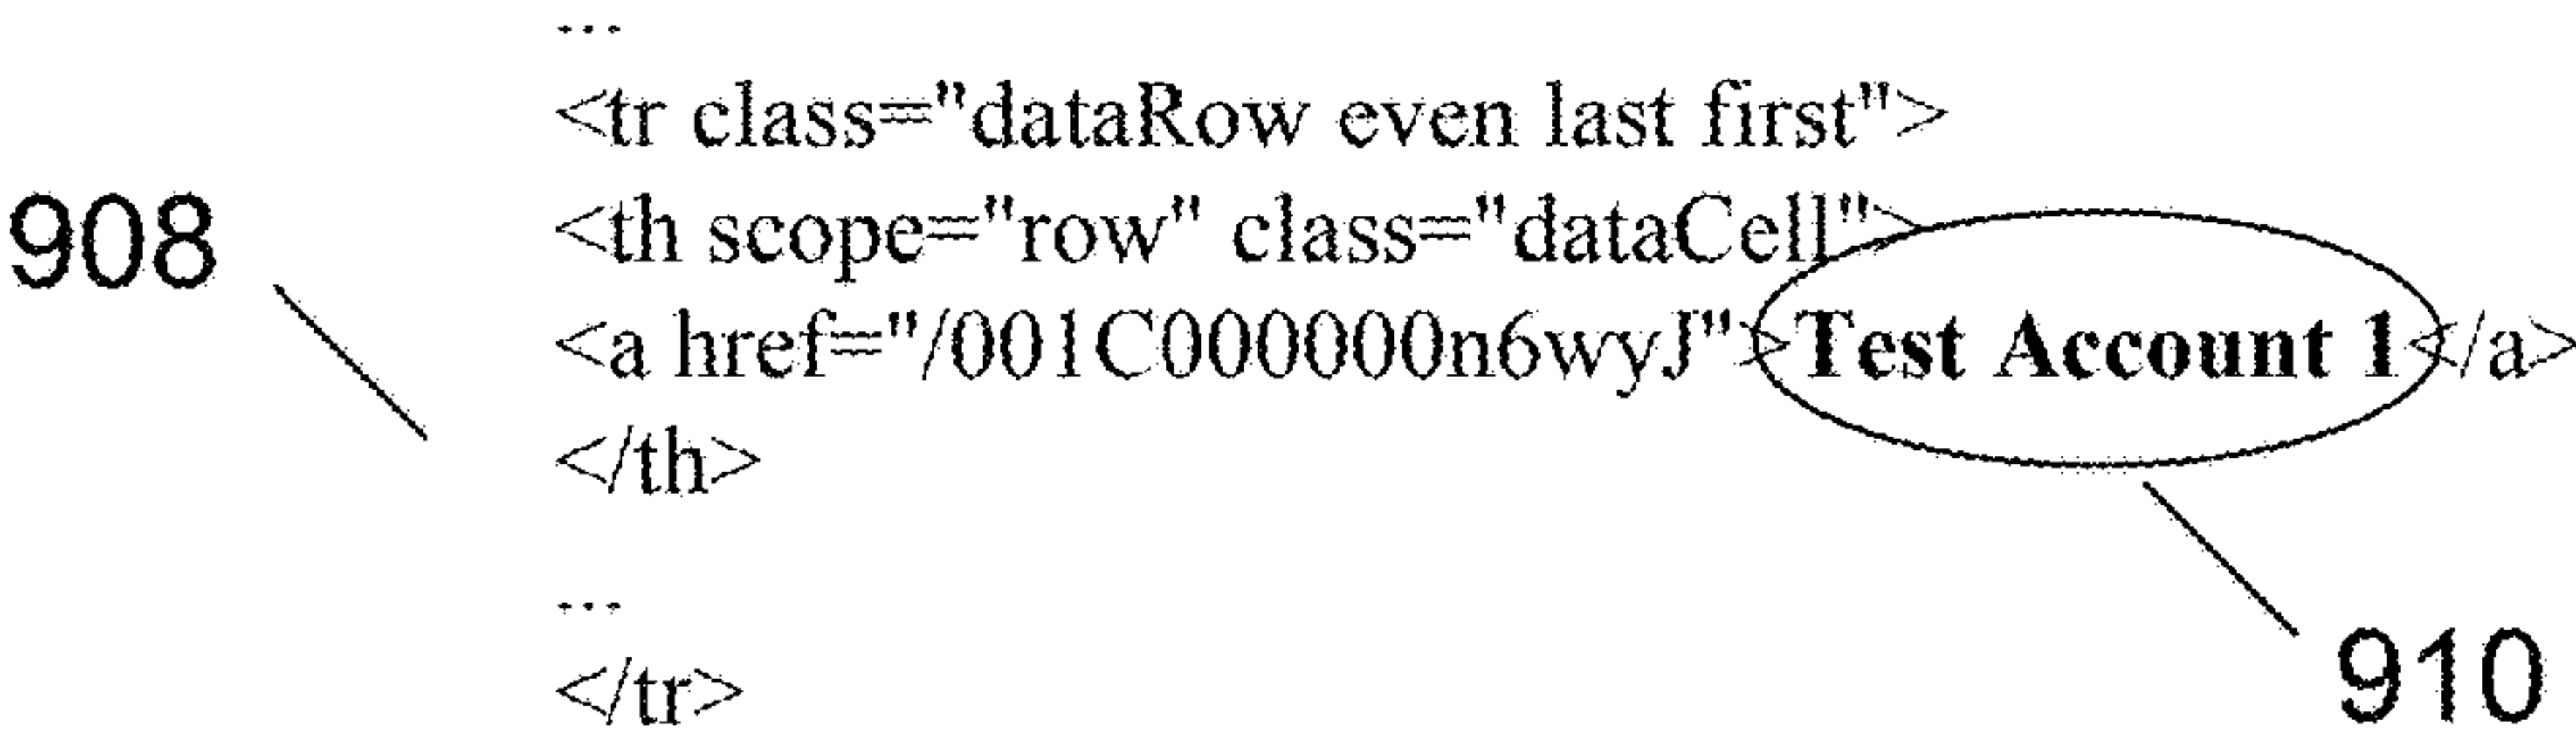 ...
<tr class="dataRow even last first">
908
<th scope="row" class="dataCell">
<a href="/001C000000n6wyJ">Test Account 1</a>
</th>
...
</tr>
910